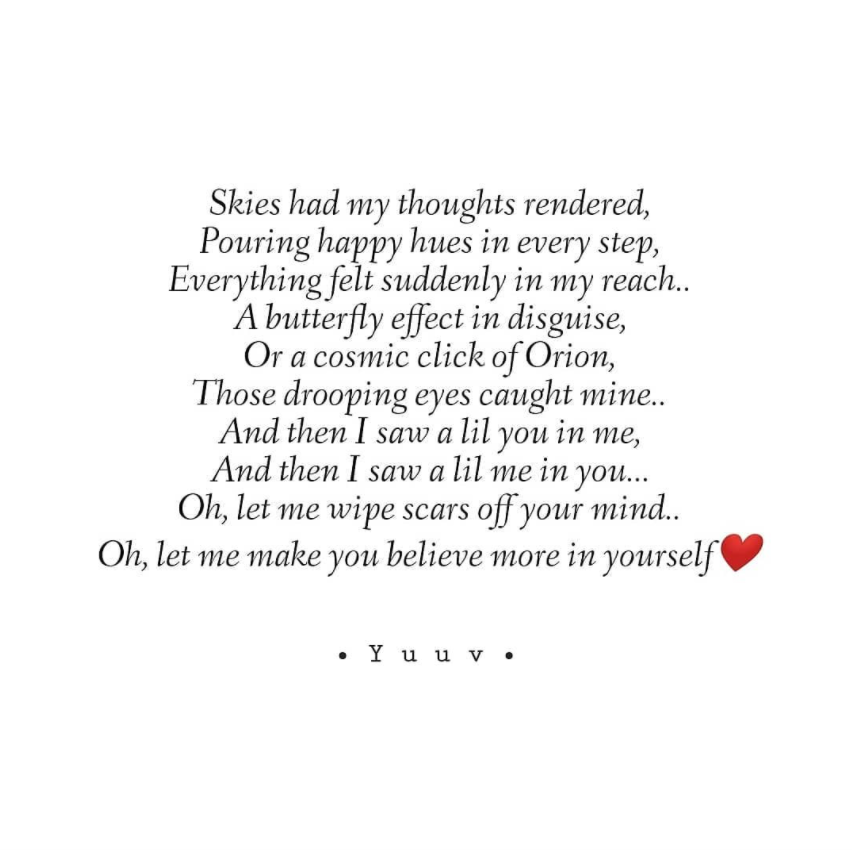 Skies had my thoughts rendered,
Pouring happy hues in every step,
Everything felt suddenly in my reach..
A butterfly effect in disguise,
Or a cosmic click of Orion,
Those drooping eyes caught mine..
And then I saw a lil you in me,
And then I saw a lil me in you...
Oh, let me wipe scars off your mind..
Oh, let me make you believe more in yourself❤️
• Y u u v •